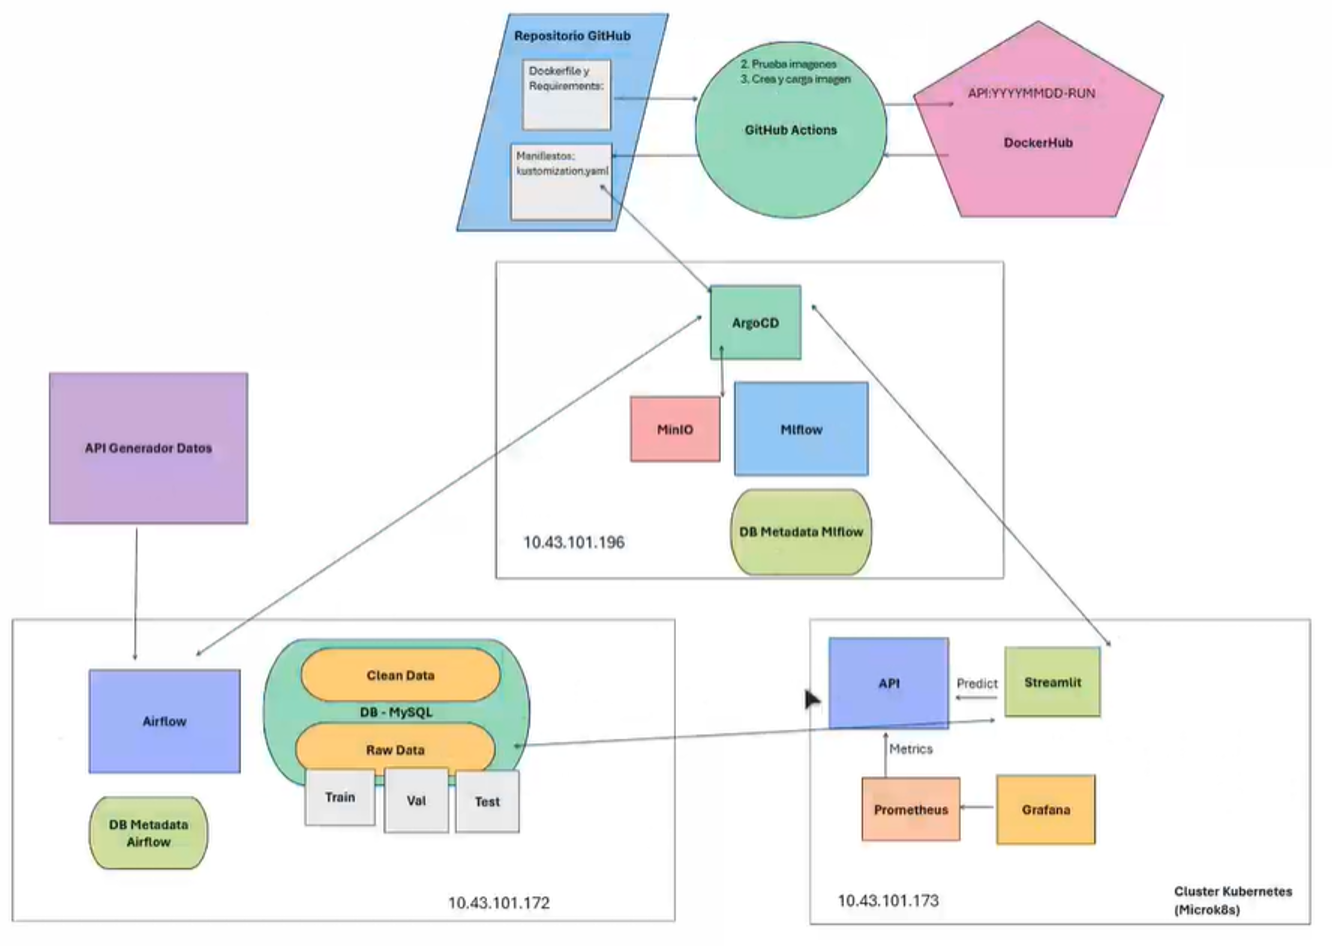 Repositorio GitHub
Dockerfile y
Requirements:
Manifiestos:
kustomization.yaml
2. Prueba imagenes
3. Crea y carga imagen
GitHub Actions
API:YYYYMMDD-RUN
DockerHub
ArgoCD
MinIO
Mlflow
DB Metadata Mlflow
10.43.101.196
API Generador Datos
Airflow
DB Metadata
Airflow
Clean Data
DB - MySQL
Raw Data
Train
Val
Test
10.43.101.172
API
Predict
Streamlit
Metrics
Prometheus
Grafana
10.43.101.173
Cluster Kubernetes
(Microk8s)